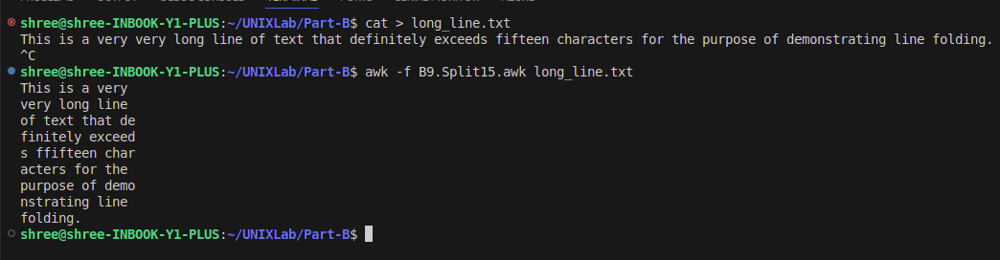 shree@shree-INBOOK-Y1-PLUS:~/UNIXLab/Part-B$ cat > long_line.txt
This is a very very long line of text that definitely exceeds fifteen characters for the purpose of demonstrating line folding.
^C
shree@shree-INBOOK-Y1-PLUS:~/UNIXLab/Part-B$ awk -f B9.Split15.awk long_line.txt
This is a very
very long line
of text that de
finitely exceed
s ffifteen char
acters for the
purpose of demo
nstrating line
folding.
shree@shree-INBOOK-Y1-PLUS:~/UNIXLab/Part-B$